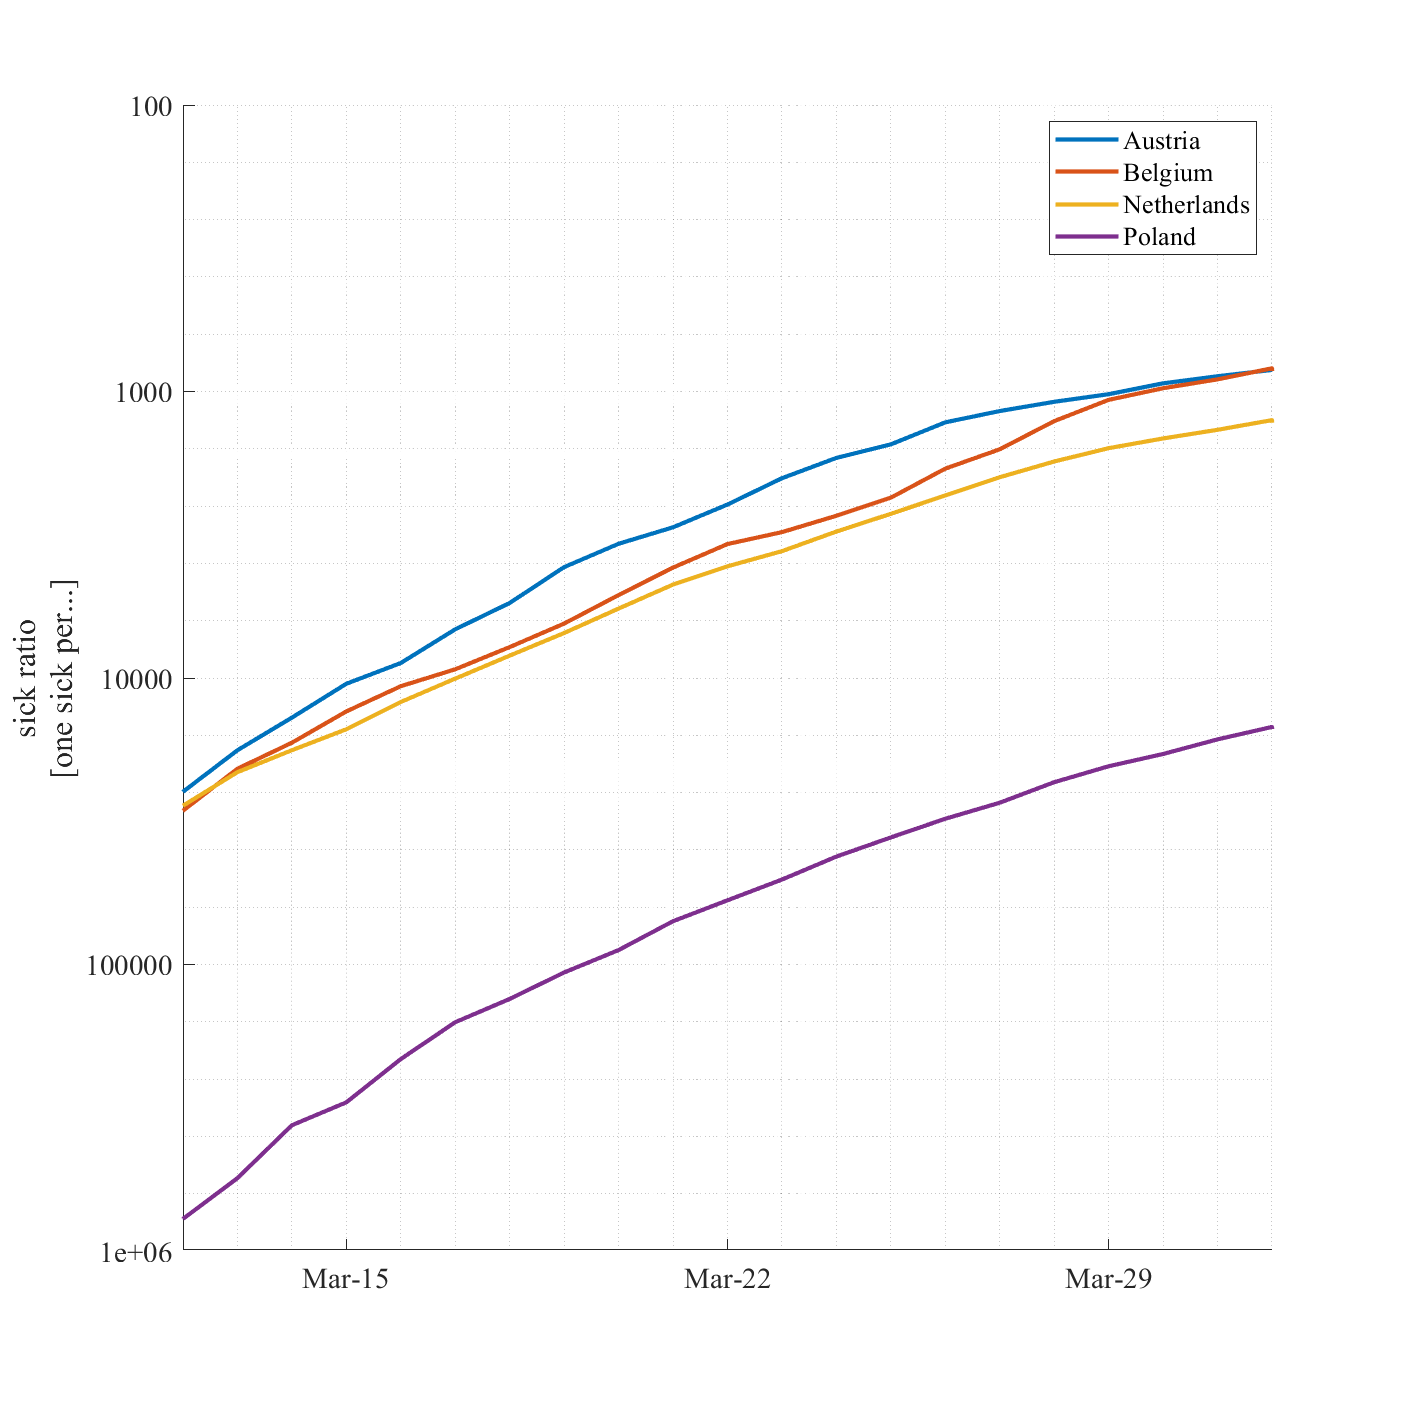 100
1000
10000
100000
1e+06
sick ratio
[one sick per...]
Mar-15
Mar-22
Mar-29
Austria
Belgium
Netherlands
Poland